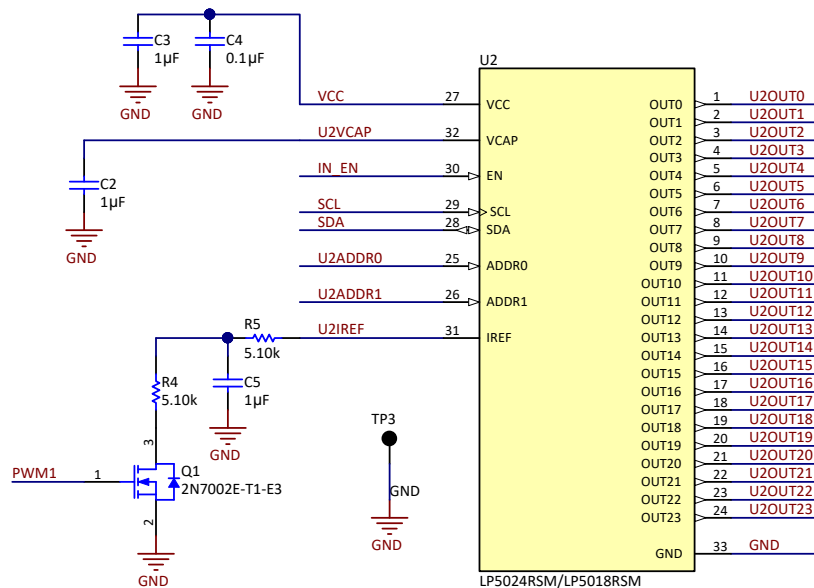 C3
1µF
C4
0.1µF
GND
GND
U2
VCC
27
VCC
U2VCAP
32
VCAP
IN_EN
30
EN
SCL
29
SCL
SDA
28
SDA
U2ADDR0
25
ADDR0
U2ADDR1
26
ADDR1
U2IREF
31
IREF
C2
1µF
GND
R5
5.10k
R4
5.10k
C5
1µF
GND
PWM1
1
3
2
Q1
2N7002E-T1-E3
GND
TP3
GND
GND
OUT0 1 U2OUT0
OUT1 2 U2OUT1
OUT2 3 U2OUT2
OUT3 4 U2OUT3
OUT4 5 U2OUT4
OUT5 6 U2OUT5
OUT6 7 U2OUT6
OUT7 8 U2OUT7
OUT8 9 U2OUT8
OUT9 10 U2OUT9
OUT10 11 U2OUT10
OUT11 12 U2OUT11
OUT12 13 U2OUT12
OUT13 14 U2OUT13
OUT14 15 U2OUT14
OUT15 16 U2OUT15
OUT16 17 U2OUT16
OUT17 18 U2OUT17
OUT18 19 U2OUT18
OUT19 20 U2OUT19
OUT20 21 U2OUT20
OUT21 22 U2OUT21
OUT22 23 U2OUT22
OUT23 24 U2OUT23
GND 33 GND
LP5024RSM/LP5018RSM